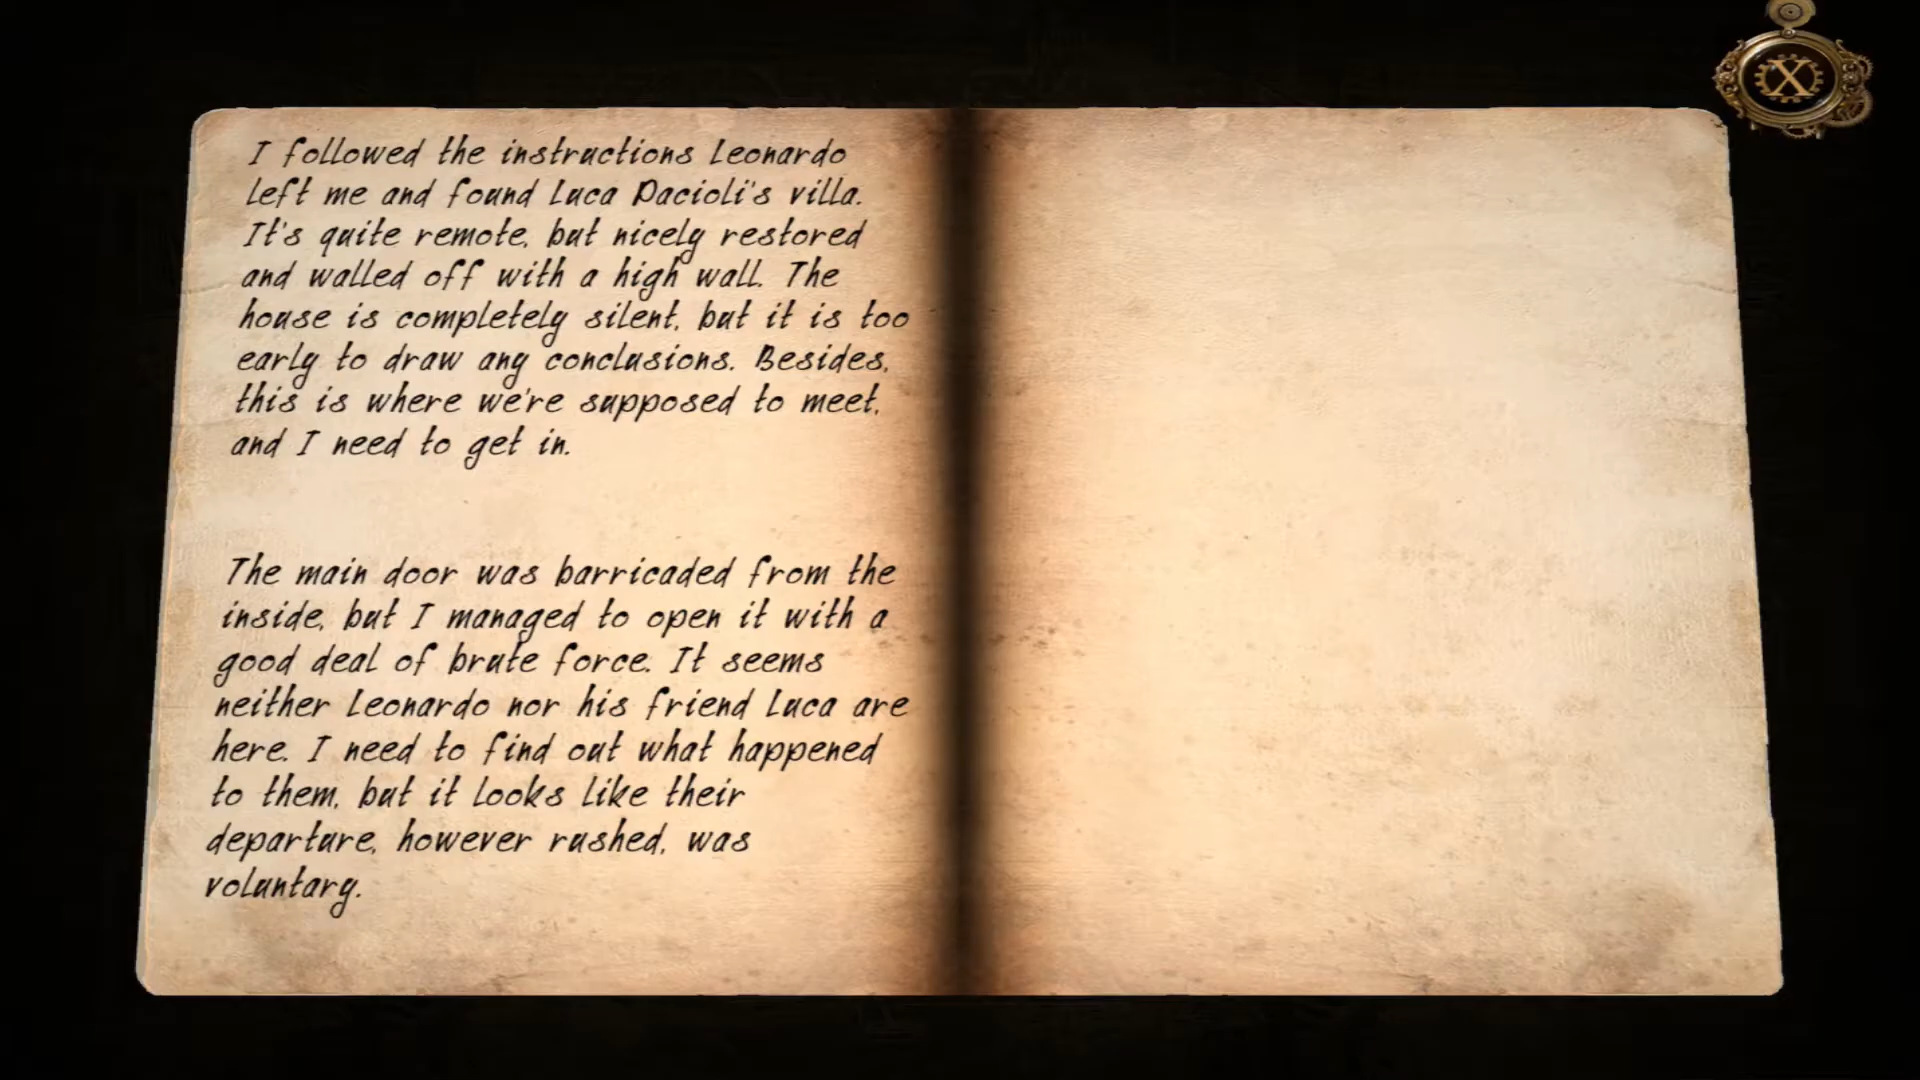 X
I followed the instructions Leonardo
left me and found Luca Pacioli's villa.
It's quite remote, but nicely restored
and walled off with a high wall. The
house is completely silent, but it is too
early to draw any conclusions. Besides,
this is where we're supposed to meet,
and I need to get in.
The main door was barricaded from the
inside, but I managed to open it with a
good deal of brute force. It seems
neither Leonardo nor his friend Luca are
here. I need to find out what happened
to them, but it looks like their
departure, however rushed, was
voluntary.